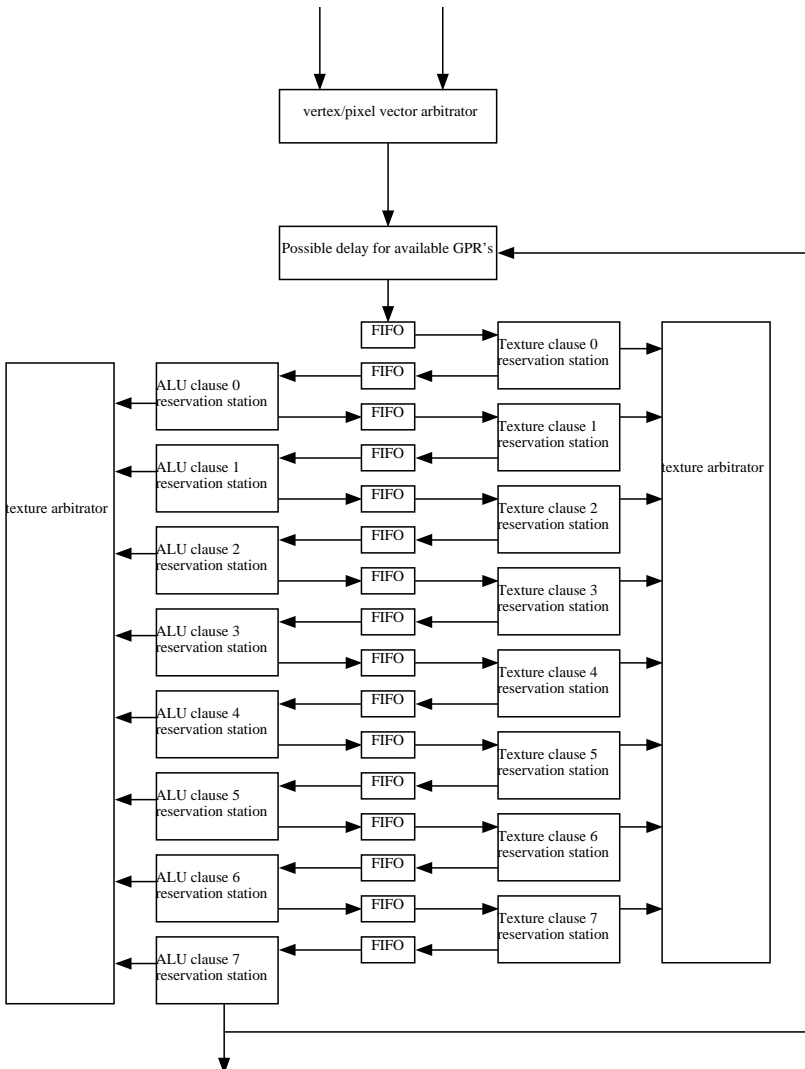 vertex/pixel vector arbitrator
Possible delay for available GPR's
FIFO
Texture clause 0
reservation station
FIFO
ALU clause 0
reservation station
FIFO
Texture clause 1
reservation station
FIFO
ALU clause 1
reservation station
texture arbitrator
texture arbitrator
FIFO
Texture clause 2
reservation station
FIFO
ALU clause 2
reservation station
FIFO
Texture clause 3
reservation station
FIFO
ALU clause 3
reservation station
FIFO
Texture clause 4
reservation station
FIFO
ALU clause 4
reservation station
FIFO
Texture clause 5
reservation station
FIFO
ALU clause 5
reservation station
FIFO
Texture clause 6
reservation station
FIFO
ALU clause 6
reservation station
FIFO
Texture clause 7
reservation station
FIFO
ALU clause 7
reservation station